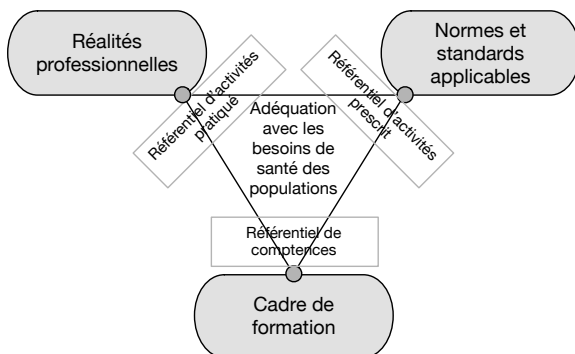 Réalités
professionnelles
Normes et
standards
applicables
Référentiel d'activités
pratiqué
Référentiel d'activités
prescrit
Adéquation
avec les
besoins de
santé des
populations
Référentiel de
comptences
Cadre de
formation